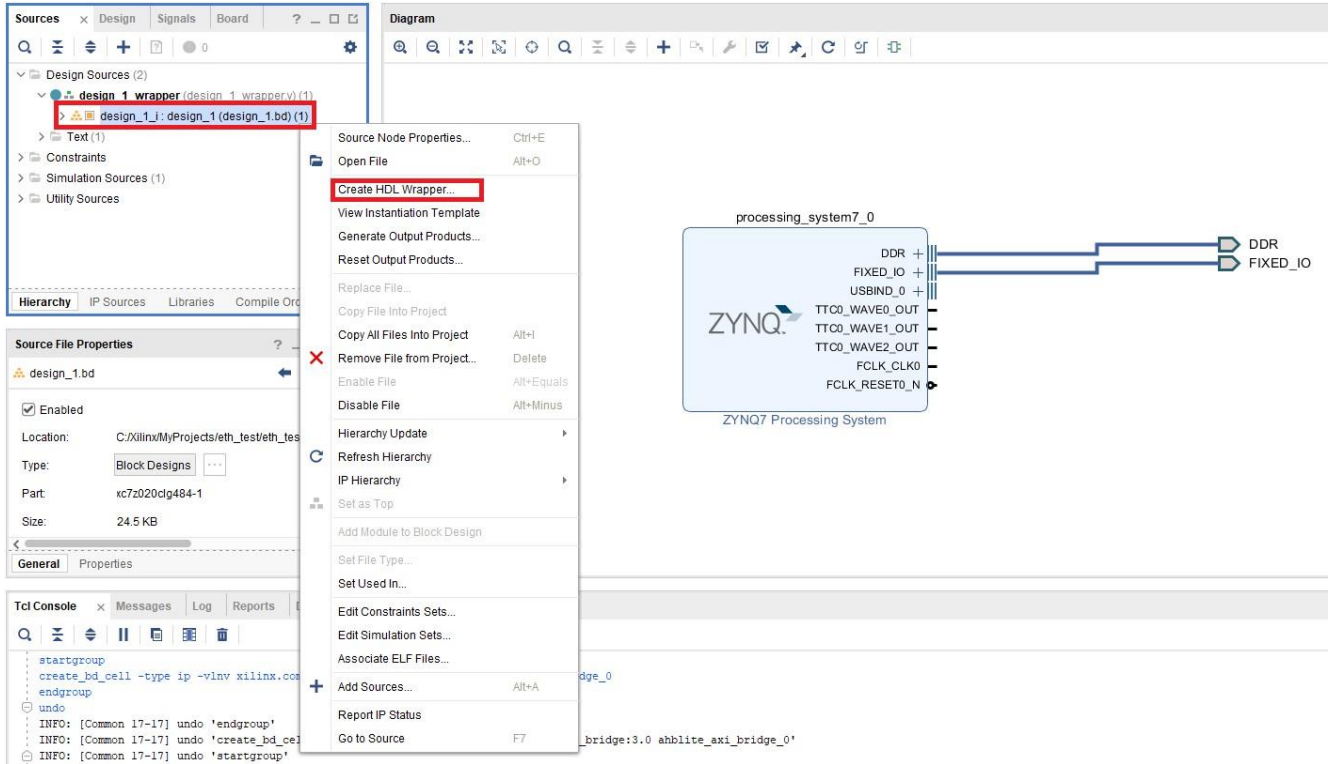 Sources × Design Signals Board ? _
0
Design Sources (2)
design_1_wrapper (design_1_wrapper.v) (1)
design_1_i : design_1 (design_1.bd) (1)
Text (1)
Constraints
Simulation Sources (1)
Utility Sources
Hierarchy IP Sources Libraries Compile Ord
Source File Properties ? _
design_1.bd
Enabled
Location: C:/Xilinx/MyProjects/eth_test/eth_tes
Type: Block Designs ...
Part: xc7z020clg484-1
Size: 24.5 KB
General Properties
Source Node Properties... Ctrl+E
Open File Alt+O
Create HDL Wrapper...
View Instantiation Template
Generate Output Products...
Reset Output Products...
Replace File...
Copy File Into Project
Copy All Files Into Project Alt+I
Remove File from Project... Delete
Enable File Alt+Equals
Disable File Alt+Minus
Hierarchy Update
Refresh Hierarchy
IP Hierarchy
Set as Top
Add Module to Block Design
Set File Type...
Set Used In...
Edit Constraints Sets...
Edit Simulation Sets...
Associate ELF Files...
Add Sources... Alt+A
Report IP Status
Go to Source F7
Diagram
processing_system7_0
DDR
FIXED_IO
USBIND_0
TTC0_WAVE0_OUT
TTC0_WAVE1_OUT
TTC0_WAVE2_OUT
FCLK_CLK0
FCLK_RESET0_N
ZYNQ
ZYNQ7 Processing System
DDR
FIXED_IO
Tcl Console × Messages Log Reports
startgroup
create_bd_cell -type ip -vlnv xilinx.com dge_0
endgroup
undo
INFO: [Common 17-17] undo 'endgroup'
INFO: [Common 17-17] undo 'create_bd_cel _bridge:3.0 ahblite_axi_bridge_0'
INFO: [Common 17-17] undo 'startgroup'